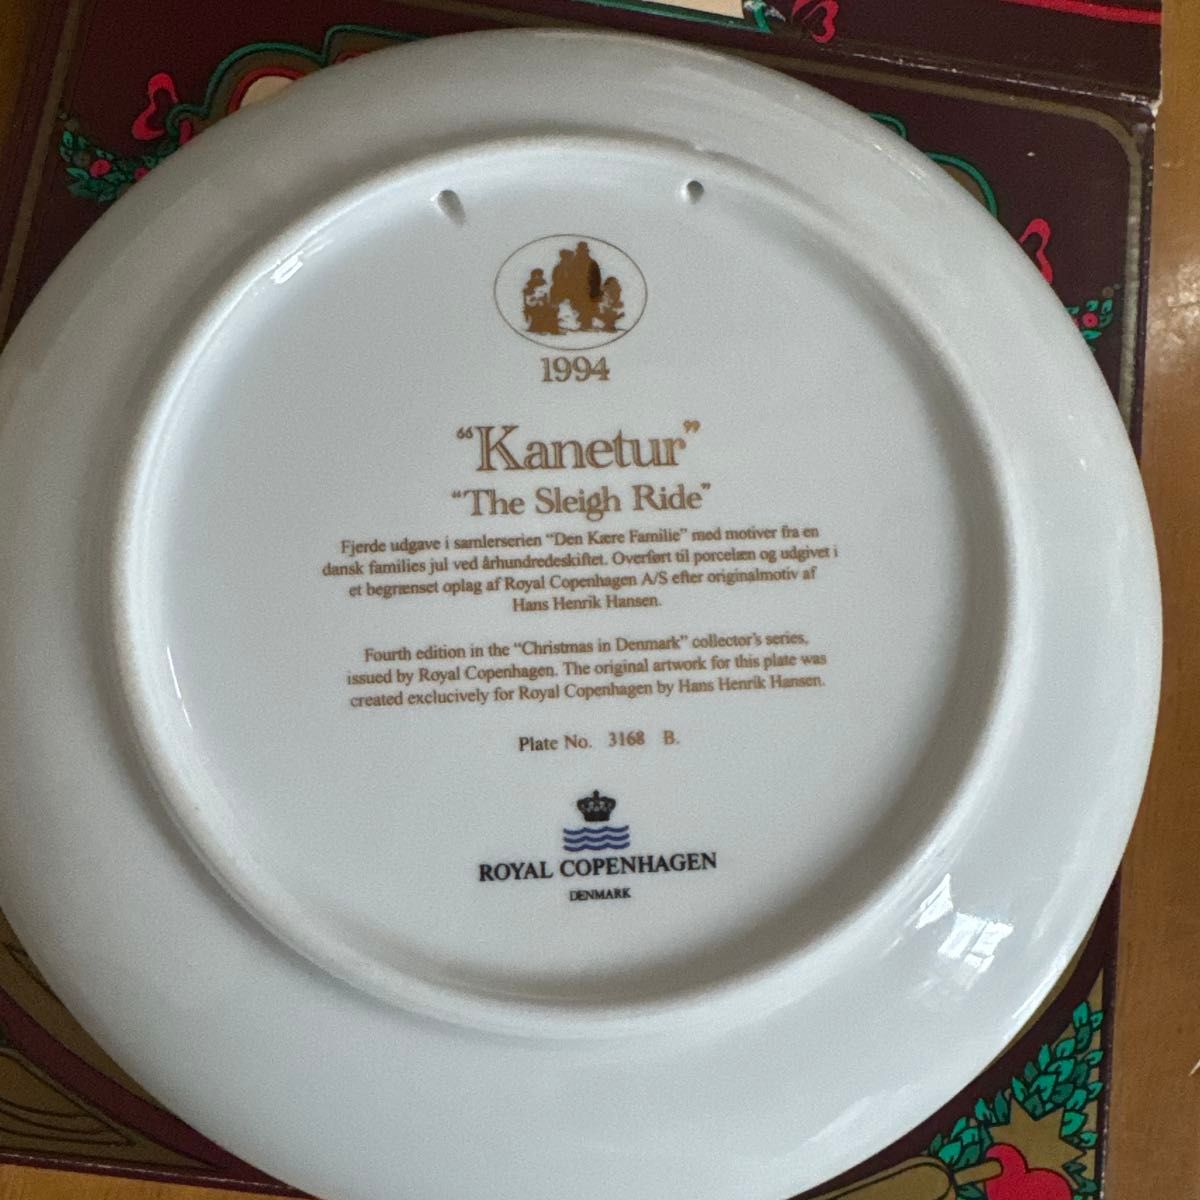 1994
“Kanetur”
“The Sleigh Ride”
Fjerde udgave i samlerserien “Den Kære Familie” med motiver fra en
dansk families jul ved århundredeskiftet. Overført til porcelæn og udgivet i
et begrænset oplag af Royal Copenhagen A/S efter originalmotiv af
Hans Henrik Hansen.
Fourth edition in the “Christmas in Denmark” collector's series,
issued by Royal Copenhagen. The original artwork for this plate was
created exclucively for Royal Copenhagen by Hans Henrik Hansen.
Plate No. 3168 B.
ROYAL COPENHAGEN
DENMARK